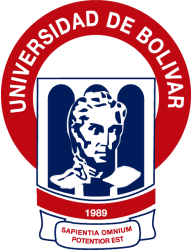 UNIVERSIDAD DE BOLIVAR
1989
SAPIENTIA OMNIUM
POTENTIOR EST